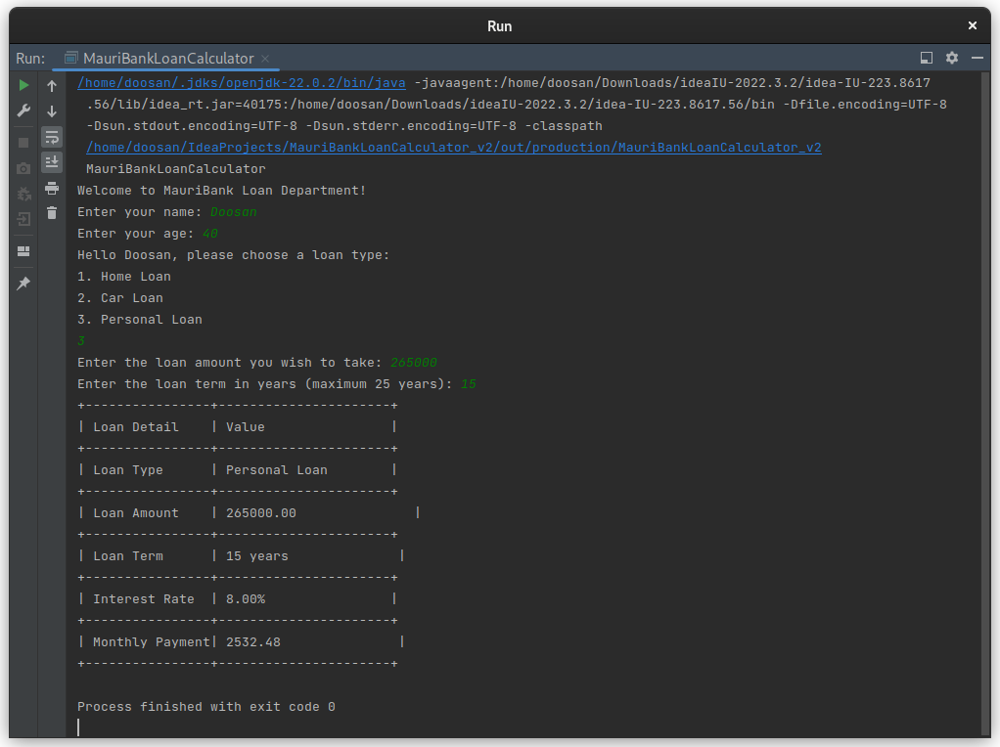 Run
Run: MauriBankLoanCalculator
/home/doosan/.jdks/openjdk-22.0.2/bin/java -javaagent:/home/doosan/Downloads/ideaIU-2022.3.2/idea-IU-223.8617
.56/lib/idea_rt.jar=40175:/home/doosan/Downloads/ideaIU-2022.3.2/idea-IU-223.8617.56/bin -Dfile.encoding=UTF-8
-Dsun.stdout.encoding=UTF-8 -Dsun.stderr.encoding=UTF-8 -classpath
/home/doosan/IdeaProjects/MauriBankLoanCalculator_v2/out/production/MauriBankLoanCalculator_v2
MauriBankLoanCalculator
Welcome to MauriBank Loan Department!
Enter your name: Doosan
Enter your age: 40
Hello Doosan, please choose a loan type:
1. Home Loan
2. Car Loan
3. Personal Loan
3
Enter the loan amount you wish to take: 265000
Enter the loan term in years (maximum 25 years): 15
+----------------+----------------------+
| Loan Detail    | Value                |
+----------------+----------------------+
| Loan Type      | Personal Loan        |
+----------------+----------------------+
| Loan Amount    | 265000.00               |
+----------------+----------------------+
| Loan Term      | 15 years              |
+----------------+----------------------+
| Interest Rate  | 8.00%                |
+----------------+----------------------+
| Monthly Payment| 2532.48               |
+----------------+----------------------+
Process finished with exit code 0